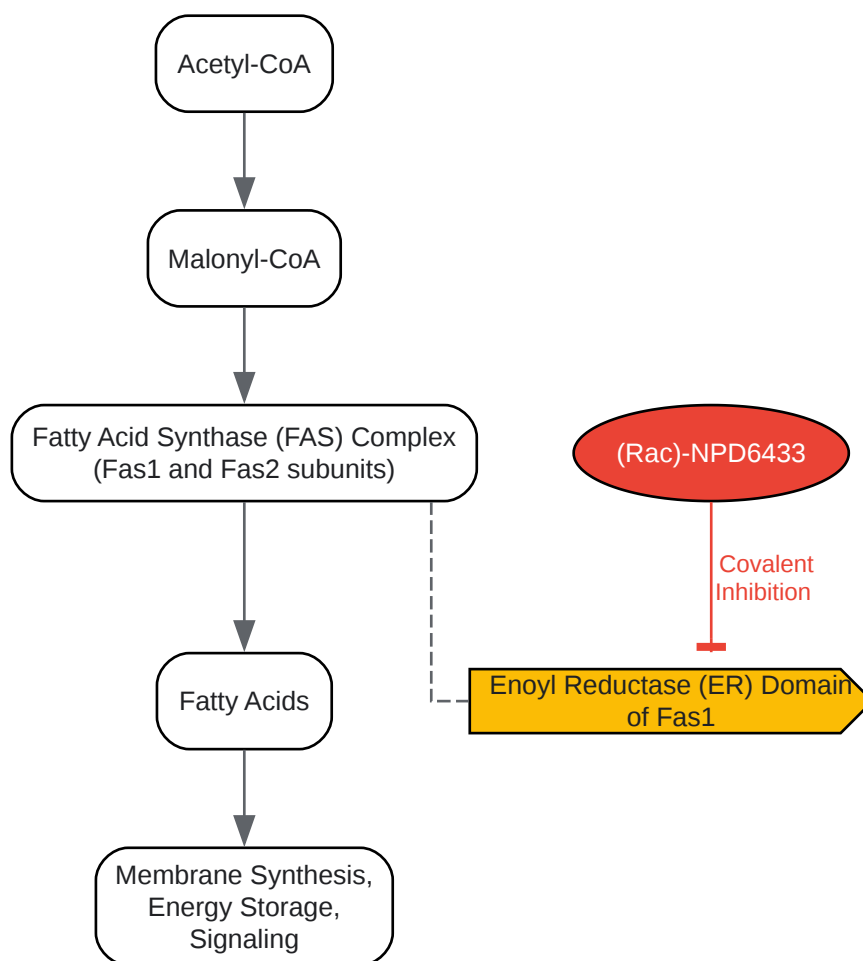 Acetyl-CoA
Malonyl-CoA
Fatty Acid Synthase (FAS) Complex
(Fas1 and Fas2 subunits)
(Rac)-NPD6433
Covalent
Inhibition
Enoyl Reductase (ER) Domain
of Fas1
Fatty Acids
Membrane Synthesis,
Energy Storage,
Signaling